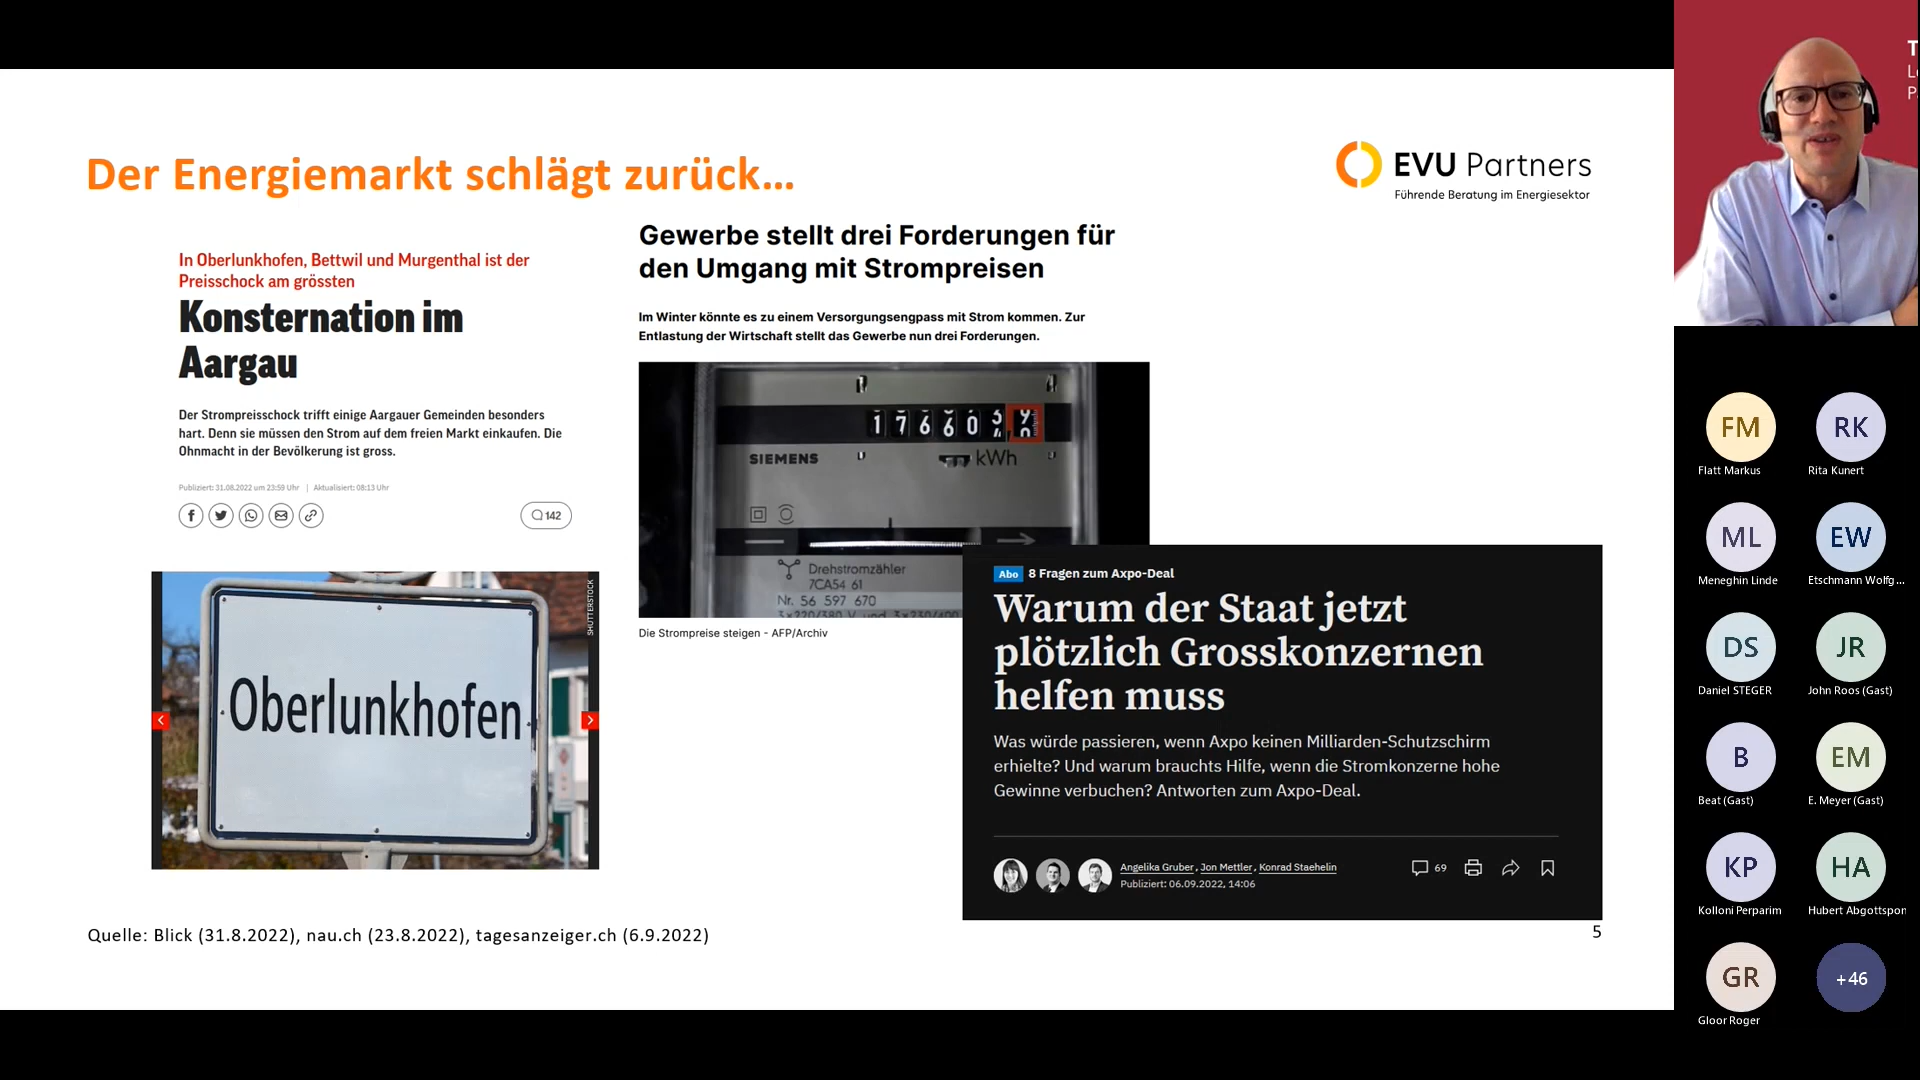 Der Energiemarkt schlägt zurück...
EVU Partners
Führende Beratung im Energiesektor
In Oberlunkhofen, Bettwil und Murgenthal ist der
Preisschock am grössten
Konsternation im
Aargau
Der Strompreisschock trifft einige Aargauer Gemeinden besonders
hart. Denn sie müssen den Strom auf dem freien Markt einkaufen. Die
Ohnmacht in der Bevölkerung ist gross.
Publiziert: 31.08.2022 um 23:59 Uhr | Aktualisiert: 08:13 Uhr
142
SHUTTERSTOCK
Oberlunkhofen
Gewerbe stellt drei Forderungen für
den Umgang mit Strompreisen
Im Winter könnte es zu einem Versorgungsengpass mit Strom kommen. Zur
Entlastung der Wirtschaft stellt das Gewerbe nun drei Forderungen.
17660
SIEMENS
kWh
Drehstromzähler
7CA54 61
Nr. 56 597 670
3x220/380 V und 3x230/400
Die Strompreise steigen - AFP/Archiv
Abo 8 Fragen zum Axpo-Deal
Warum der Staat jetzt
plötzlich Grosskonzernen
helfen muss
Was würde passieren, wenn Axpo keinen Milliarden-Schutzschirm
erhielte? Und warum brauchts Hilfe, wenn die Stromkonzerne hohe
Gewinne verbuchen? Antworten zum Axpo-Deal.
Angelika Gruber, Jon Mettler, Konrad Staehelin
Publiziert: 06.09.2022, 14:06
69
Quelle: Blick (31.8.2022), nau.ch (23.8.2022), tagesanzeiger.ch (6.9.2022)
5
FM
Flatt Markus
RK
Rita Kunert
ML
Meneghin Linde
EW
Etschmann Wolfg...
DS
Daniel STEGER
JR
John Roos (Gast)
B
Beat (Gast)
EM
E. Meyer (Gast)
KP
Kolloni Perparim
HA
Hubert Abgottspon
GR
Gloor Roger
+46